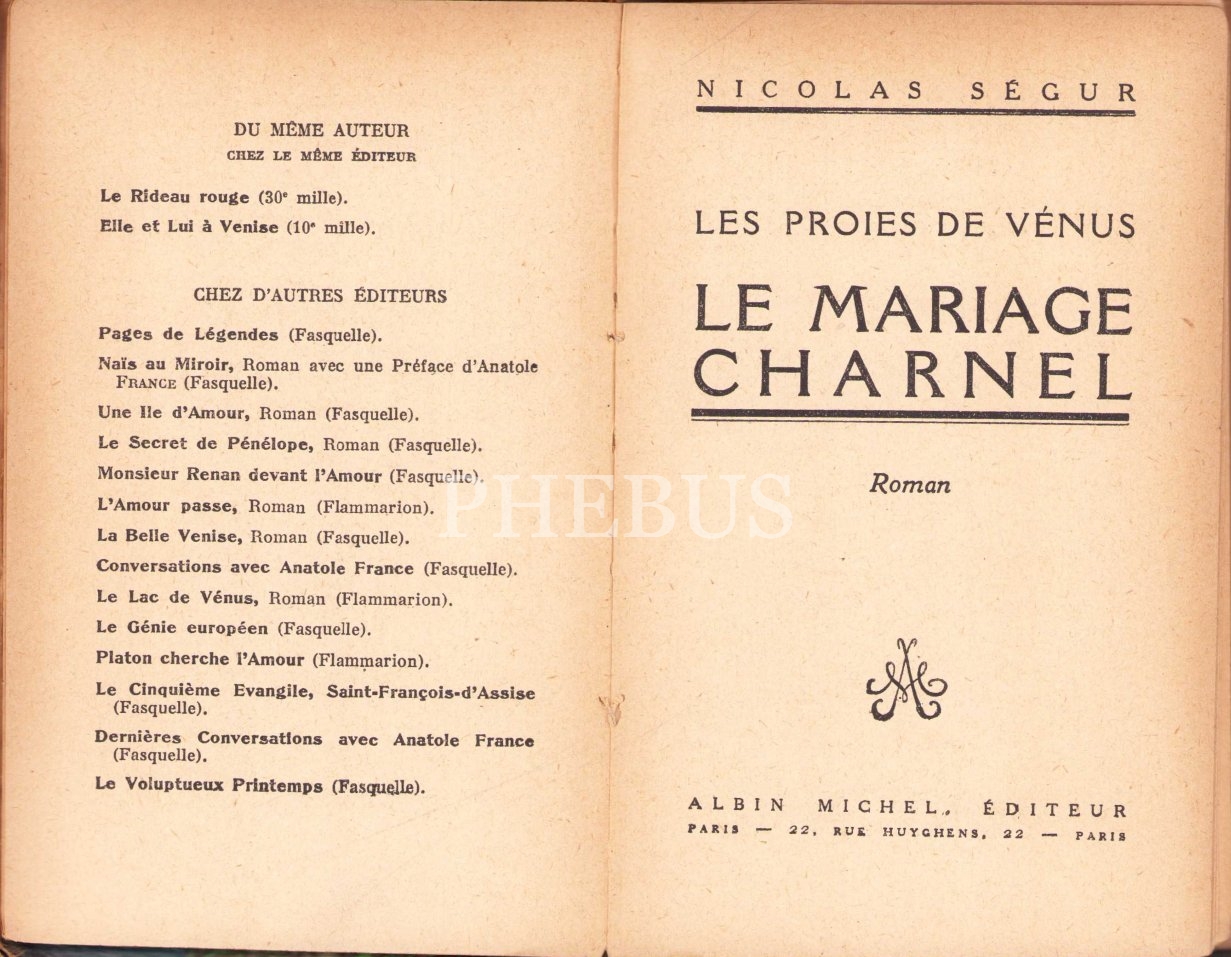 DU MÊME AUTEUR
CHEZ LE MÊME ÉDITEUR
Le Rideau rouge (30e mille).
Elle et Lui à Venise (10e mille).
CHEZ D'AUTRES ÉDITEURS
Pages de Légendes (Fasquelle).
Naïs au Miroir, Roman avec une Préface d'Anatole
FRANCE (Fasquelle).
Une Ile d'Amour, Roman (Fasquelle).
Le Secret de Pénélope, Roman (Fasquelle).
Monsieur Renan devant l'Amour (Fasquelle).
L'Amour passe, Roman (Flammarion).
La Belle Venise, Roman (Fasquelle).
Conversations avec Anatole France (Fasquelle).
Le Lac de Vénus, Roman (Flammarion).
Le Génie européen (Fasquelle).
Platon cherche l'Amour (Flammarion).
Le Cinquième Evangile, Saint-François-d'Assise
(Fasquelle).
Dernières Conversations avec Anatole France
(Fasquelle).
Le Voluptueux Printemps (Fasquelle).
NICOLAS SÉGUR
LES PROIES DE VÉNUS
LE MARIAGE
CHARNEL
Roman
AM
ALBIN MICHEL, ÉDITEUR
PARIS — 22, RUE HUYGHENS, 22 — PARIS
PHEBUS